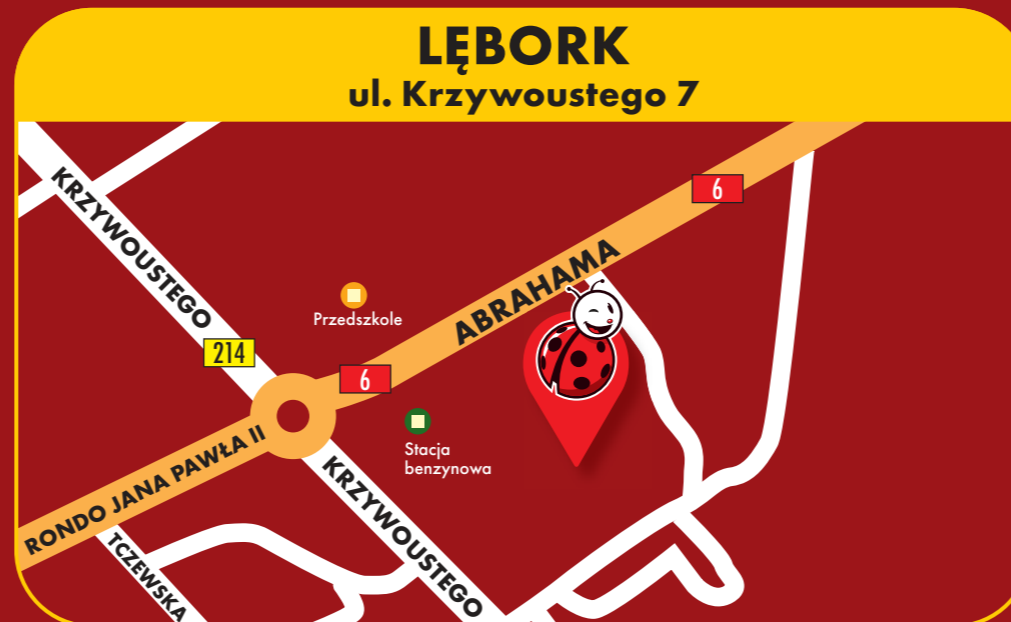 LĘBORK
ul. Krzywoustego 7
KRZYWOUSTEGO
6
ABRAHAMA
Przedszkole
214
6
Stacja
benzynowa
RONDO JANA PAWŁA II
KRZYWOUSTEGO
TCZEWSKA